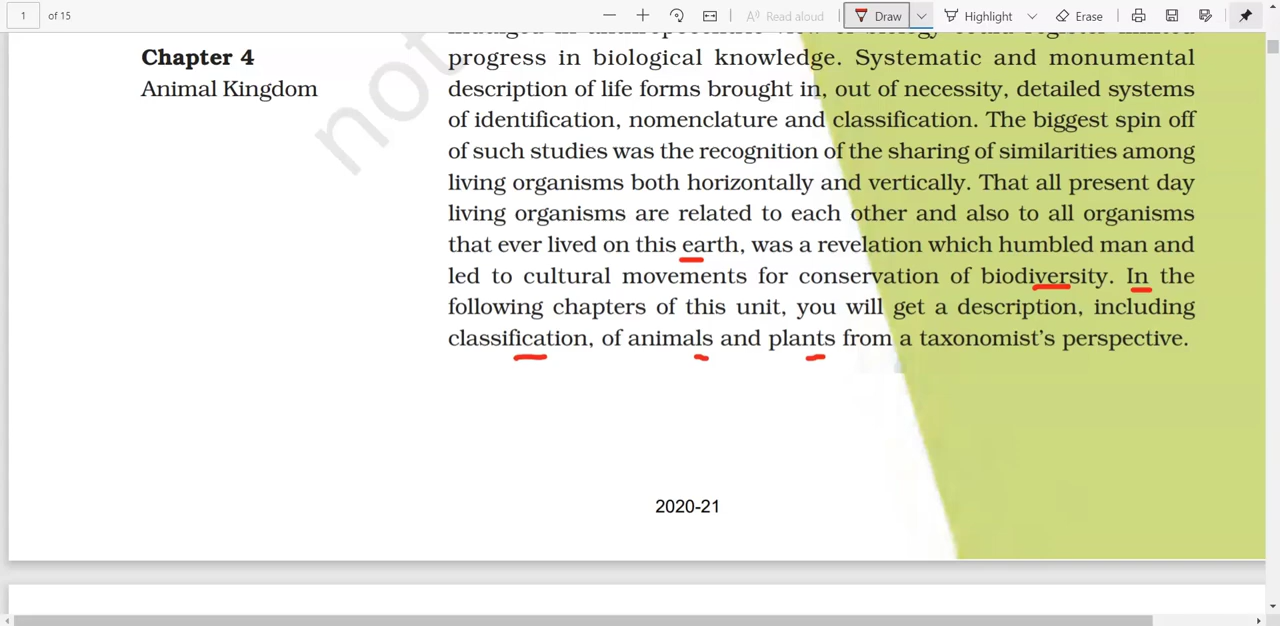 1 of 15 Read aloud Draw Highlight Erase
Chapter 4
Animal Kingdom
progress in biological knowledge. Systematic and monumental
description of life forms brought in, out of necessity, detailed systems
of identification, nomenclature and classification. The biggest spin off
of such studies was the recognition of the sharing of similarities among
living organisms both horizontally and vertically. That all present day
living organisms are related to each other and also to all organisms
that ever lived on this earth, was a revelation which humbled man and
led to cultural movements for conservation of biodiversity. In the
following chapters of this unit, you will get a description, including
classification, of animals and plants from a taxonomist's perspective.
not
2020-21